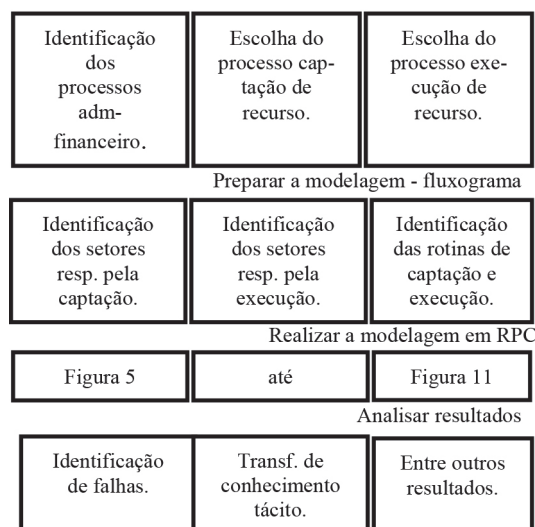 Identificação
dos
processos
adm-
financeiro.
Escolha do
processo cap-
tação de
recurso.
Escolha do
processo exe-
cução de
recurso.
Preparar a modelagem - fluxograma
Identificação
dos setores
resp. pela
captação.
Identificação
dos setores
resp. pela
execução.
Identificação
das rotinas de
captação e
execução.
Realizar a modelagem em RPC
Figura 5
até
Figura 11
Analisar resultados
Identificação
de falhas.
Transf. de
conhecimento
tácito.
Entre outros
resultados.